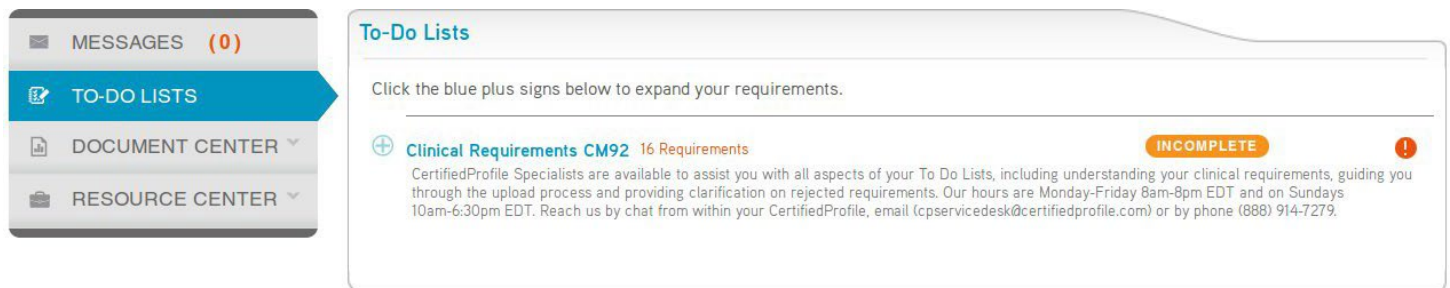 MESSAGES (0)
TO-DO LISTS
DOCUMENT CENTER
RESOURCE CENTER
To-Do Lists
Click the blue plus signs below to expand your requirements.
Clinical Requirements CM92 16 Requirements INCOMPLETE
CertifiedProfile Specialists are available to assist you with all aspects of your To Do Lists, including understanding your clinical requirements, guiding you
through the upload process and providing clarification on rejected requirements. Our hours are Monday-Friday 8am-8pm EDT and on Sundays
10am-6:30pm EDT. Reach us by chat from within your CertifiedProfile, email (cpservicedesk@certifiedprofile.com) or by phone (888) 914-7279.